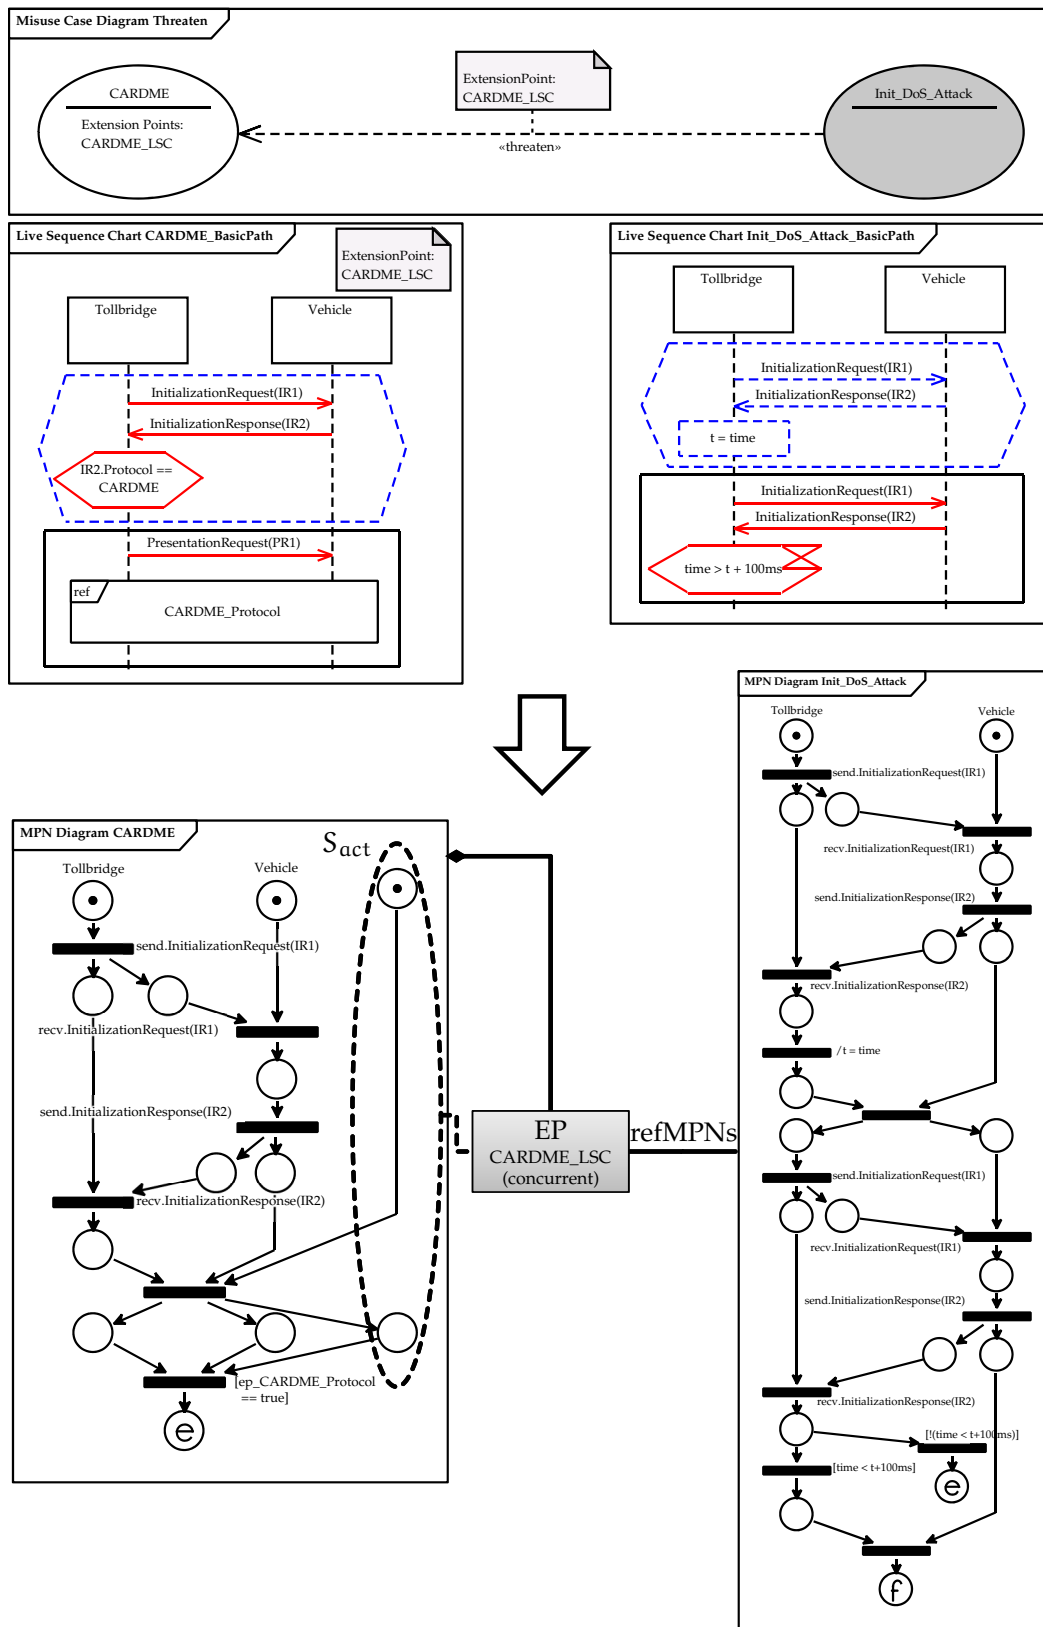 Misuse Case Diagram Threaten
CARDME
Extension Points:
CARDME_LSC
ExtensionPoint:
CARDME_LSC
«threaten»
Init_DoS_Attack
Live Sequence Chart CARDME_BasicPath
ExtensionPoint:
CARDME_LSC
Tollbridge
Vehicle
InitializationRequest(IR1)
InitializationResponse(IR2)
IR2.Protocol ==
CARDME
PresentationRequest(PR1)
ref
CARDME_Protocol
Live Sequence Chart Init_DoS_Attack_BasicPath
Tollbridge
Vehicle
InitializationRequest(IR1)
InitializationResponse(IR2)
t = time
InitializationRequest(IR1)
InitializationResponse(IR2)
time > t + 100ms
MPN Diagram CARDME
Sact
Tollbridge
Vehicle
send.InitializationRequest(IR1)
recv.InitializationRequest(IR1)
send.InitializationResponse(IR2)
recv.InitializationResponse(IR2)
[ep_CARDME_Protocol
== true]
e
EP
CARDME_LSC
(concurrent)
refMPNs
MPN Diagram Init_DoS_Attack
Tollbridge
Vehicle
send.InitializationRequest(IR1)
recv.InitializationRequest(IR1)
send.InitializationResponse(IR2)
recv.InitializationResponse(IR2)
/t = time
send.InitializationRequest(IR1)
recv.InitializationRequest(IR1)
send.InitializationResponse(IR2)
recv.InitializationResponse(IR2)
[!(time < t+100ms)]
[time < t+100ms]
e
f